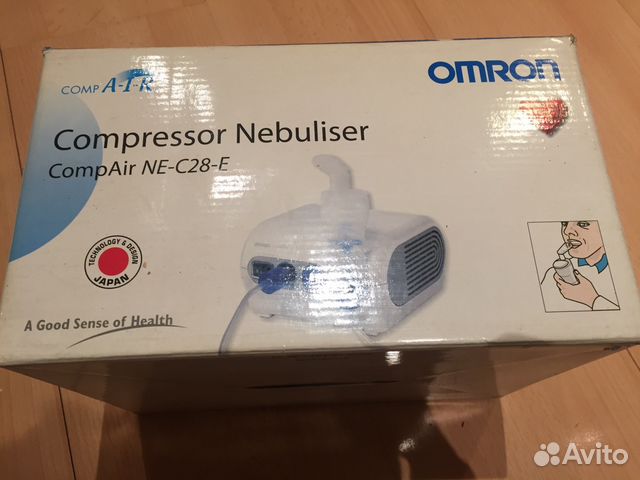 COMP A-I-R
OMRON
Compressor Nebuliser
CompAir NE-C28-E
TECHNOLOGY & DESIGN
JAPAN
A Good Sense of Health
Avito